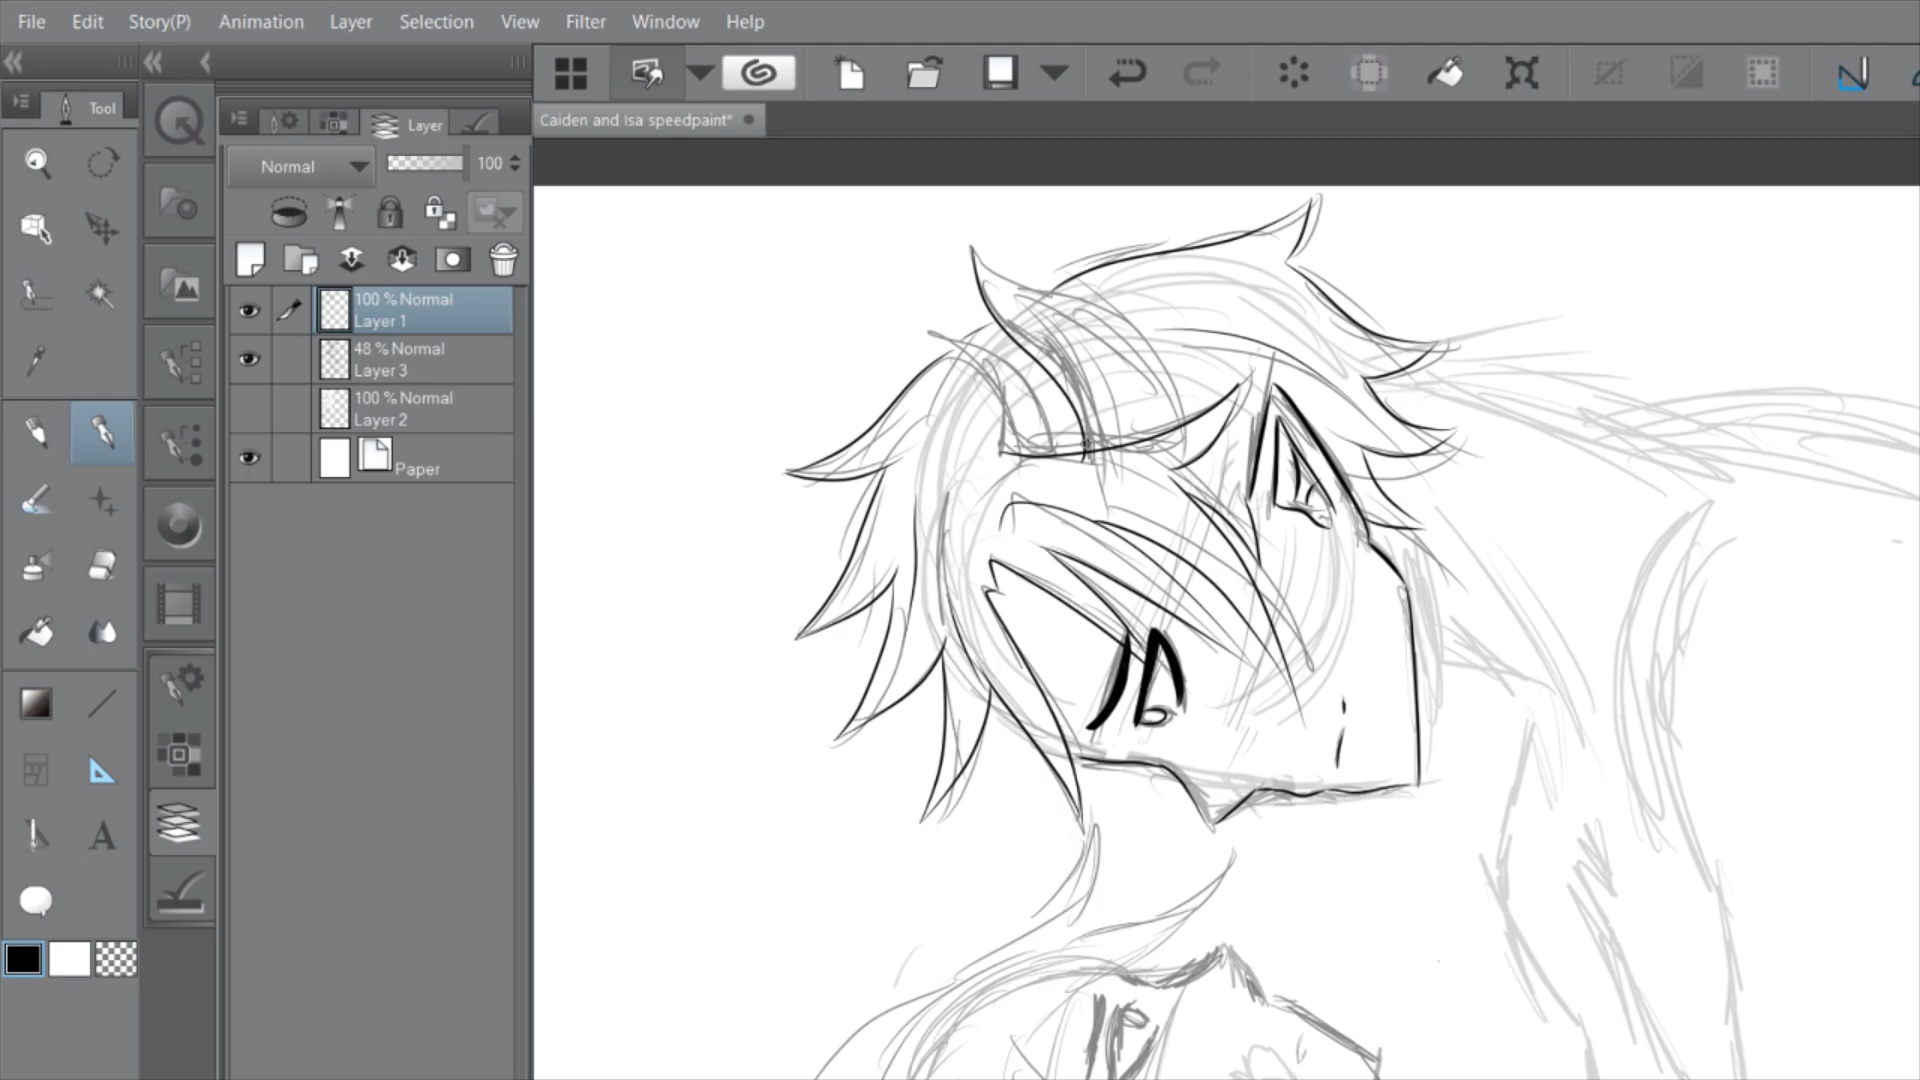 File Edit Story(P) Animation Layer Selection View Filter Window Help
Tool
Layer
Caiden and Isa speedpaint*
Normal 100
100 % Normal
Layer 1
48 % Normal
Layer 3
100 % Normal
Layer 2
Paper
A